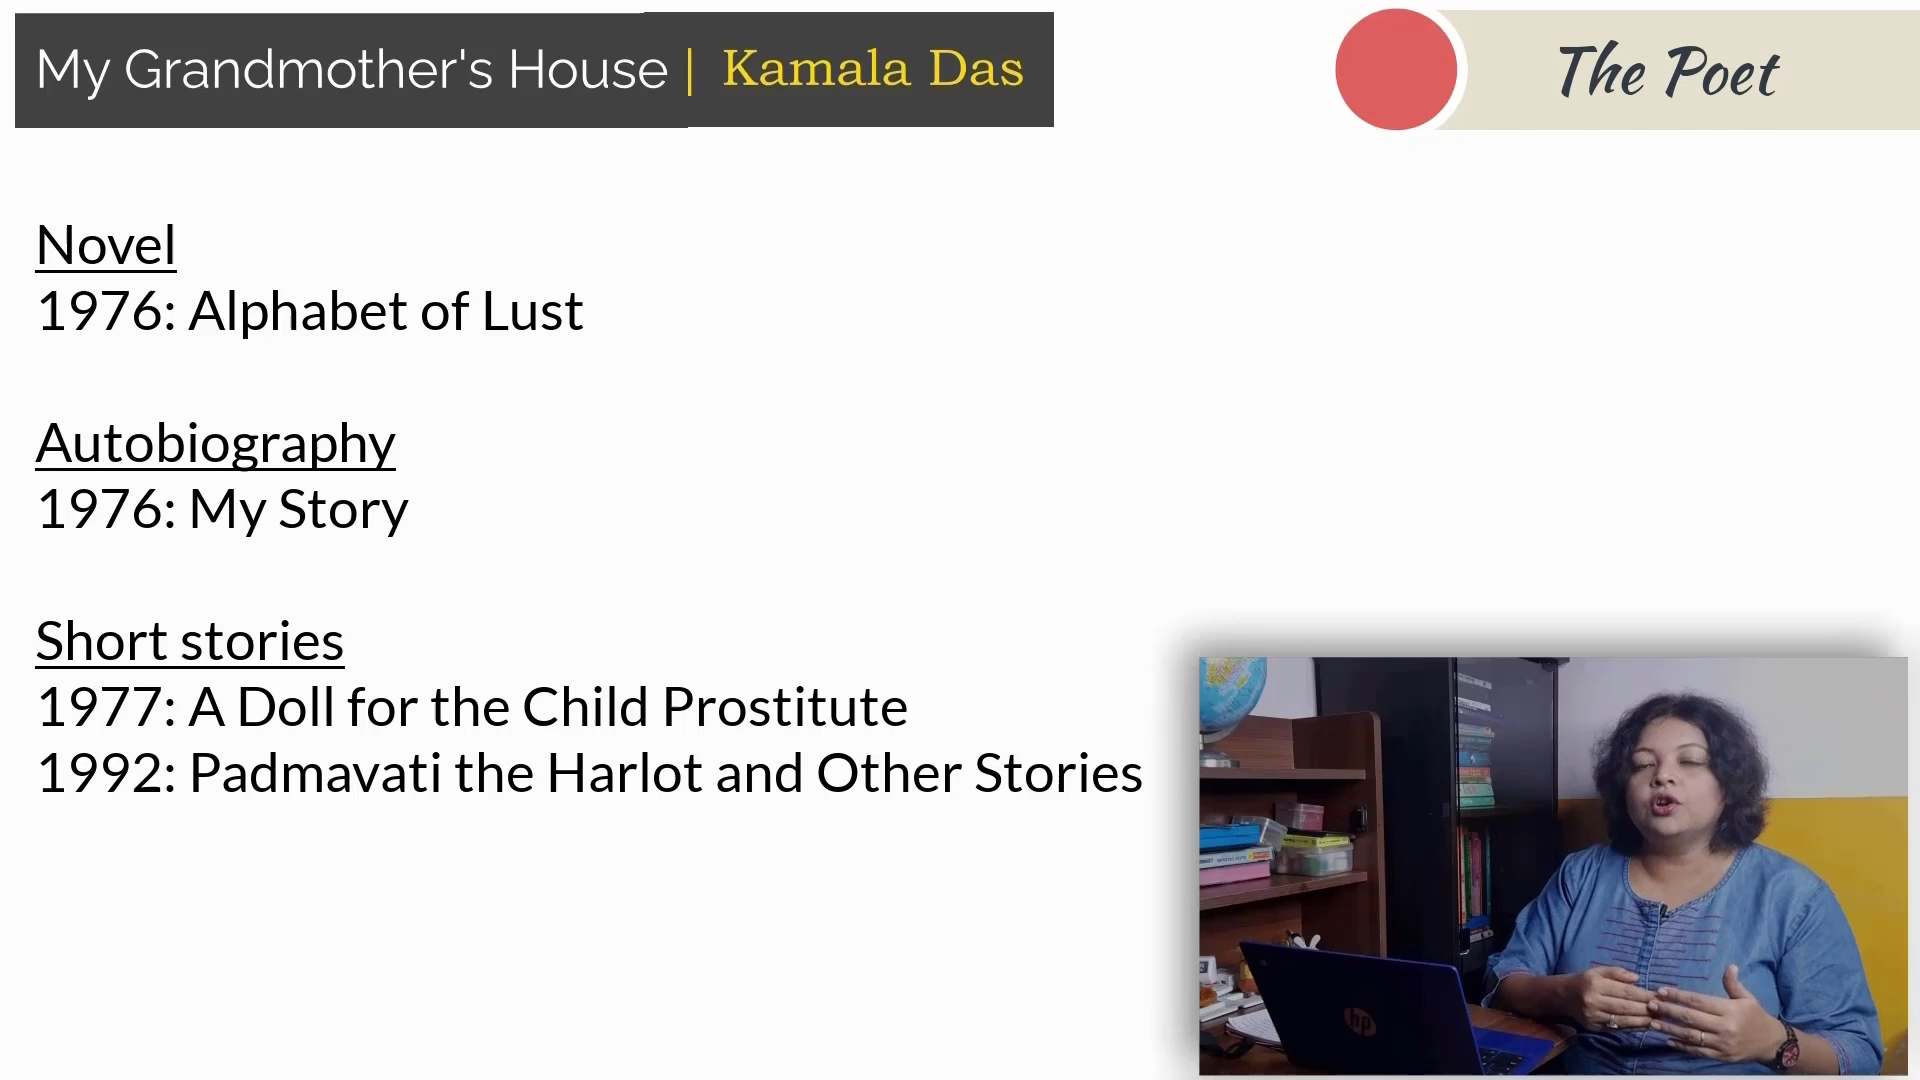 My Grandmother's House | Kamala Das
The Poet
Novel
1976: Alphabet of Lust
Autobiography
1976: My Story
Short stories
1977: A Doll for the Child Prostitute
1992: Padmavati the Harlot and Other Stories
hp